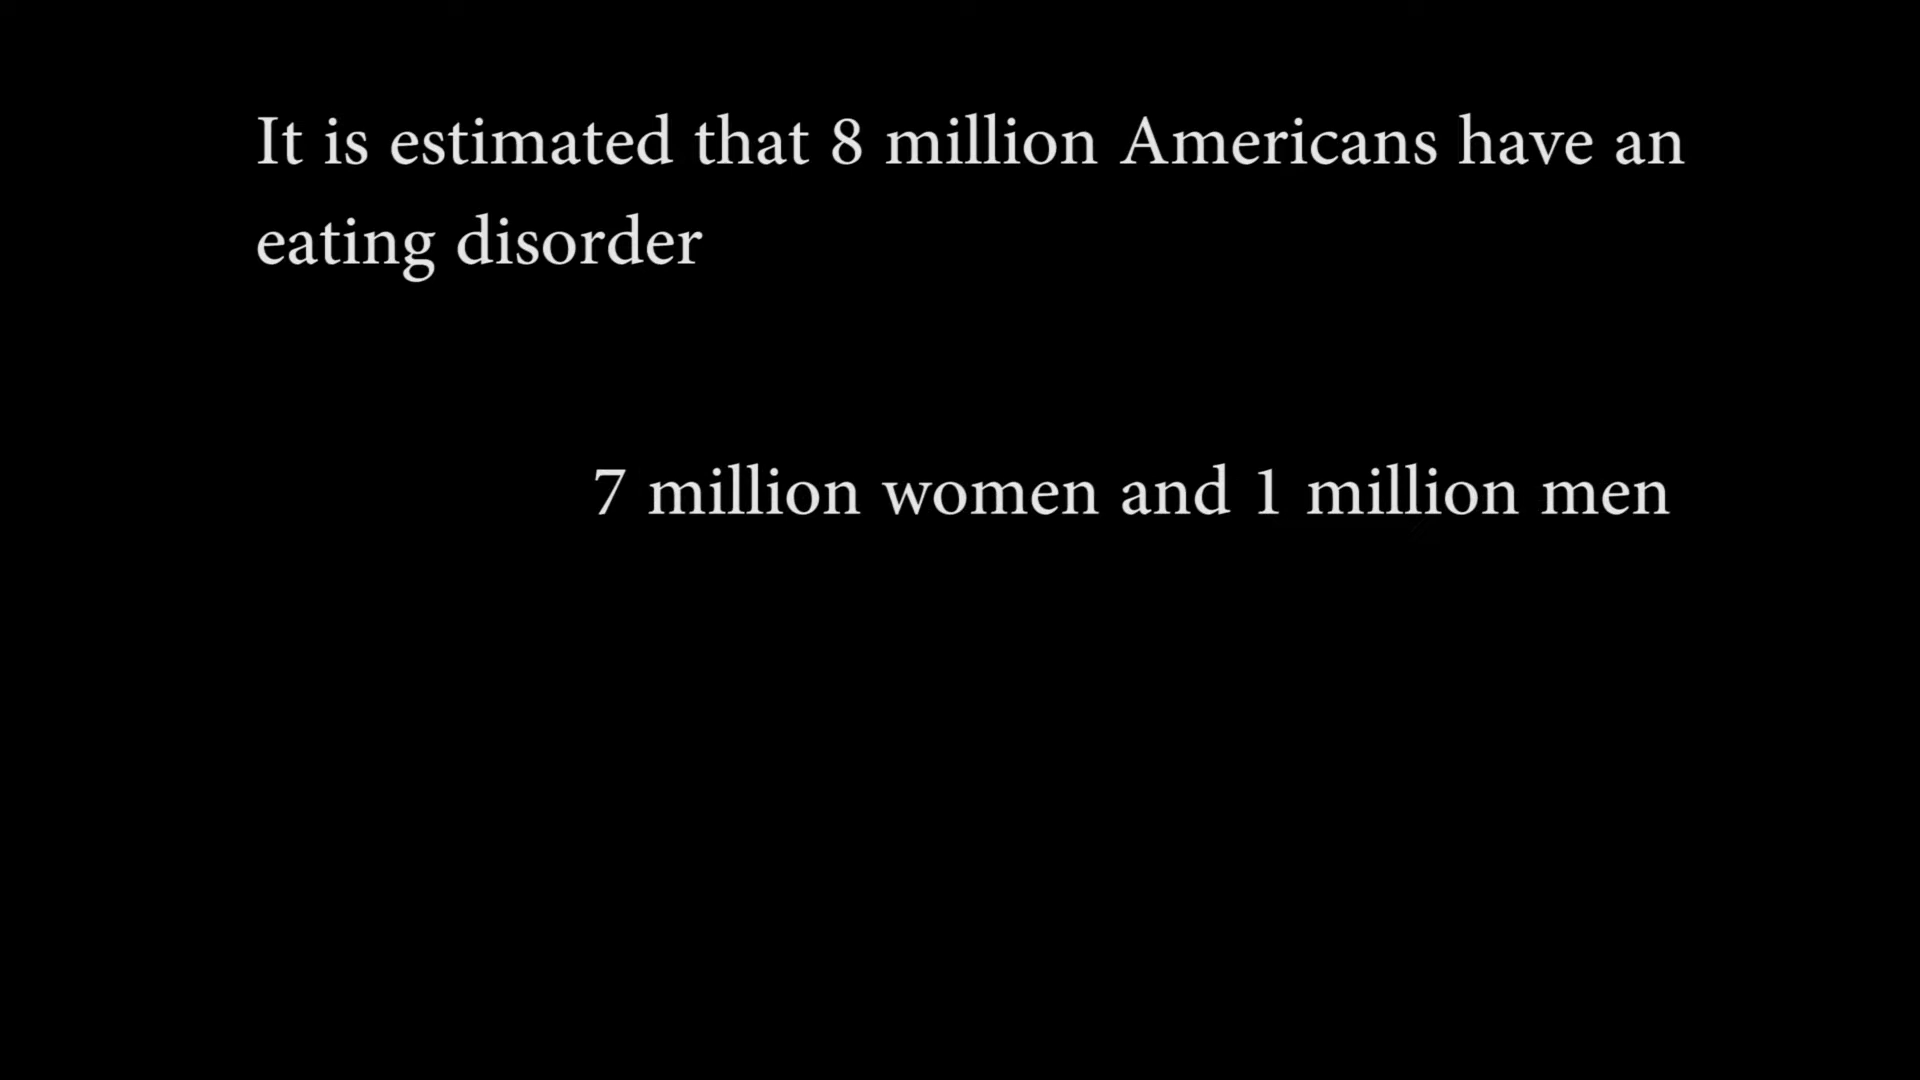 It is estimated that 8 million Americans have an
eating disorder
7 million women and 1 million men